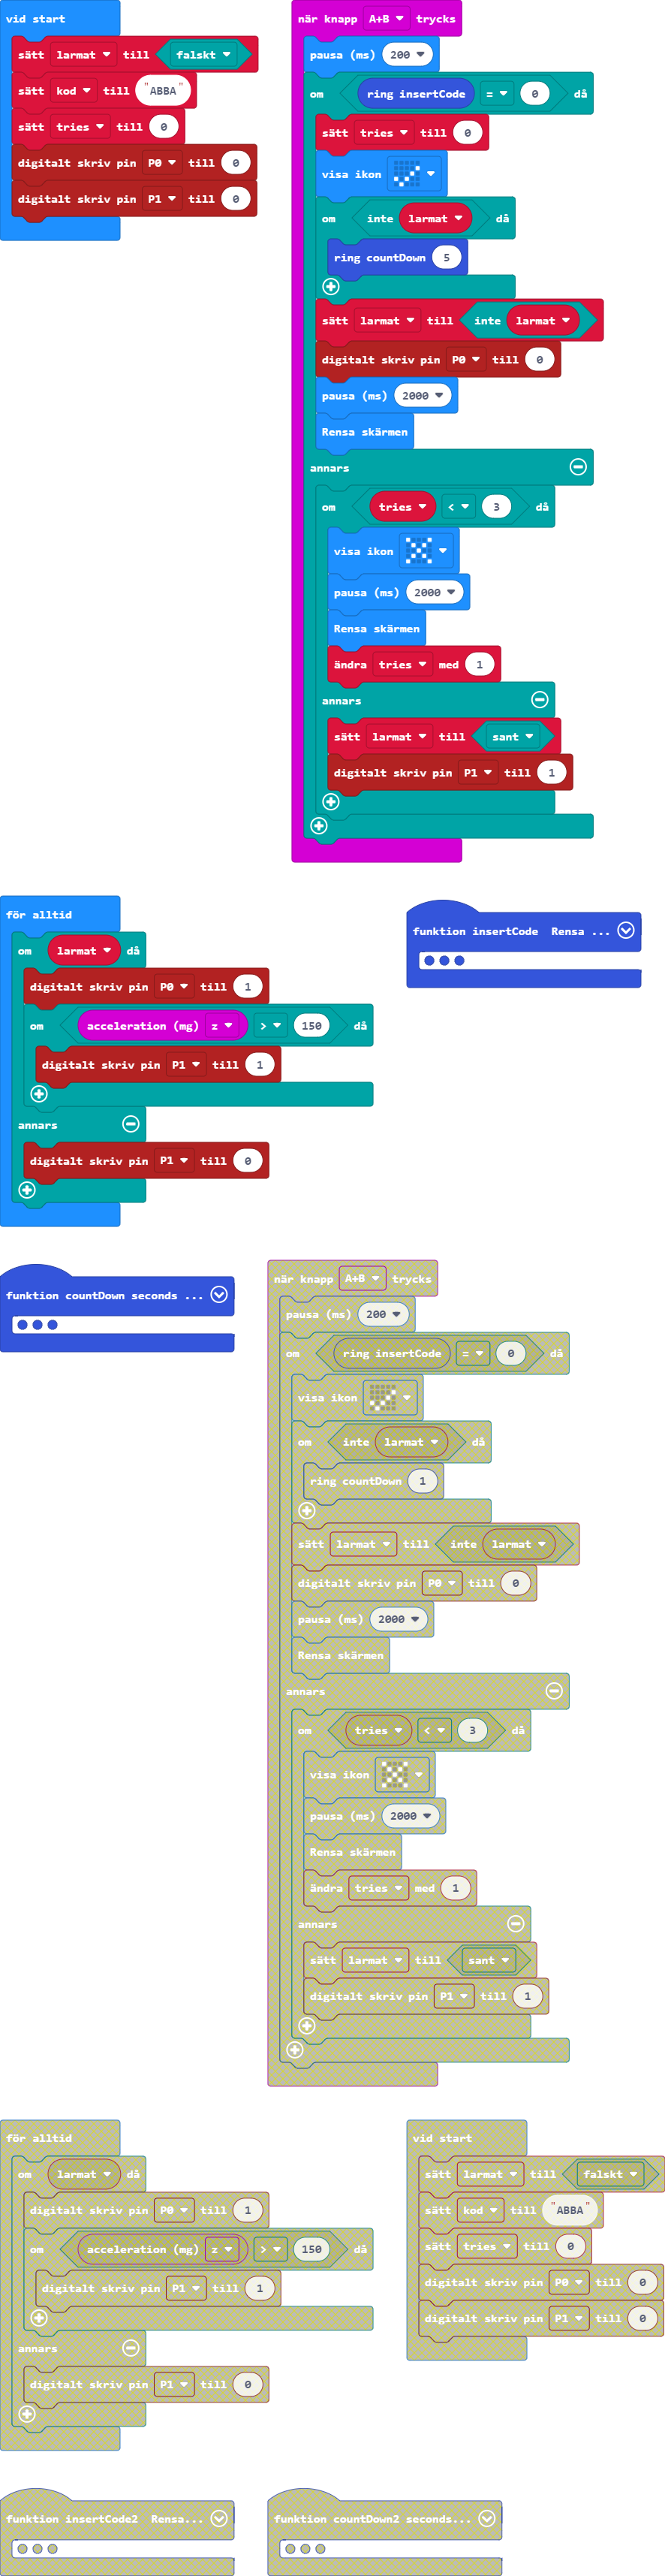 vid start
sätt larmat till falskt
sätt kod till "ABBA"
sätt tries till 0
digitalt skriv pin P0 till 0
digitalt skriv pin P1 till 0
när knapp A+B trycks
pausa (ms) 200
om ring insertCode = 0 då
sätt tries till 0
visa ikon
om inte larmat då
ring countDown 5
sätt larmat till inte larmat
digitalt skriv pin P0 till 0
pausa (ms) 2000
Rensa skärmen
annars
om tries < 3 då
visa ikon
pausa (ms) 2000
Rensa skärmen
ändra tries med 1
annars
sätt larmat till sant
digitalt skriv pin P1 till 1
för alltid
om larmat då
digitalt skriv pin P0 till 1
om acceleration (mg) z > 150 då
digitalt skriv pin P1 till 1
annars
digitalt skriv pin P1 till 0
funktion insertCode Rensa ...
funktion countDown seconds ...
när knapp A+B trycks
pausa (ms) 200
om ring insertCode = 0 då
visa ikon
om inte larmat då
ring countDown 1
sätt larmat till inte larmat
digitalt skriv pin P0 till 0
pausa (ms) 2000
Rensa skärmen
annars
om tries < 3 då
visa ikon
pausa (ms) 2000
Rensa skärmen
ändra tries med 1
annars
sätt larmat till sant
digitalt skriv pin P1 till 1
för alltid
om larmat då
digitalt skriv pin P0 till 1
om acceleration (mg) z > 150 då
digitalt skriv pin P1 till 1
annars
digitalt skriv pin P1 till 0
vid start
sätt larmat till falskt
sätt kod till "ABBA"
sätt tries till 0
digitalt skriv pin P0 till 0
digitalt skriv pin P1 till 0
funktion insertCode2 Rensa...
funktion countDown2 seconds...